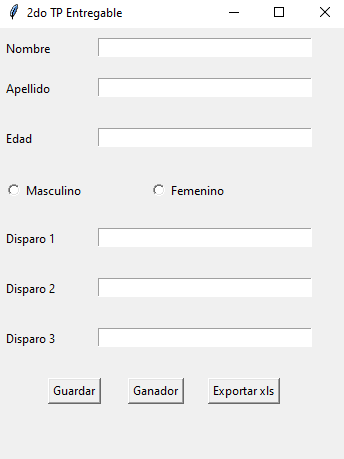 2do TP Entregable
Nombre
Apellido
Edad
Masculino Femenino
Disparo 1
Disparo 2
Disparo 3
Guardar Ganador Exportar xls